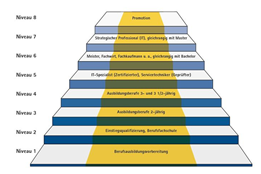 Niveau 8
Promotion
Niveau 7
Strategischer Professional (IT), gleichrangig mit Master
Niveau 6
Meister, Fachwirt, Fachkaufmann u. a., gleichrangig mit Bachelor
Niveau 5
IT-Spezialist (Zertifizierter), Servicetechniker (Geprüfter)
Niveau 4
Ausbildungsberufe 3- und 3 1/2-jährig
Niveau 3
Ausbildungsberufe 2-jährig
Niveau 2
Einstiegsqualifizierung, Berufsfachschule
Niveau 1
Berufsausbildungsvorbereitung